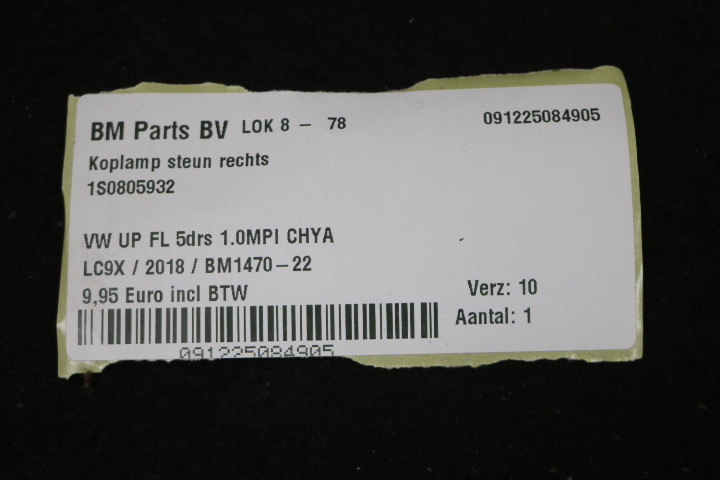 BM Parts BV LOK 8 - 78 091225084905
Koplamp steun rechts
1S0805932
VW UP FL 5drs 1.0MPI CHYA
LC9X / 2018 / BM1470-22
9,95 Euro incl BTW
Verz: 10
Aantal: 1
091225084905